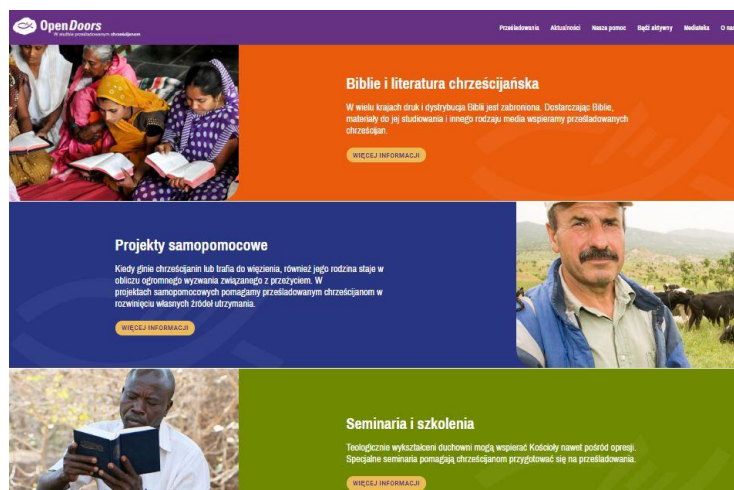 Open Doors
W służbie prześladowanym chrześcijanom
Prześladowania Aktualności Nasza pomoc Bądź aktywny Mediateka O nas
Biblie i literatura chrześcijańska
W wielu krajach druk i dystrybucja Biblii jest zabroniona. Dostarczając Biblie,
materiały do jej studiowania i innego rodzaju media wspieramy prześladowanych
chrześcijan.
WIĘCEJ INFORMACJI
Projekty samopomocowe
Kiedy ginie chrześcijanin lub trafia do więzienia, również jego rodzina staje w
obliczu ogromnego wyzwania związanego z przeżyciem. W
projektach samopomocowych pomagamy prześladowanym chrześcijanom w
rozwinięciu własnych źródeł utrzymania.
WIĘCEJ INFORMACJI
Seminaria i szkolenia
Teologicznie wykształceni duchowni mogą wspierać Kościoły nawet pośród opresji.
Specjalne seminaria pomagają chrześcijanom przygotować się na prześladowania.
WIĘCEJ INFORMACJI